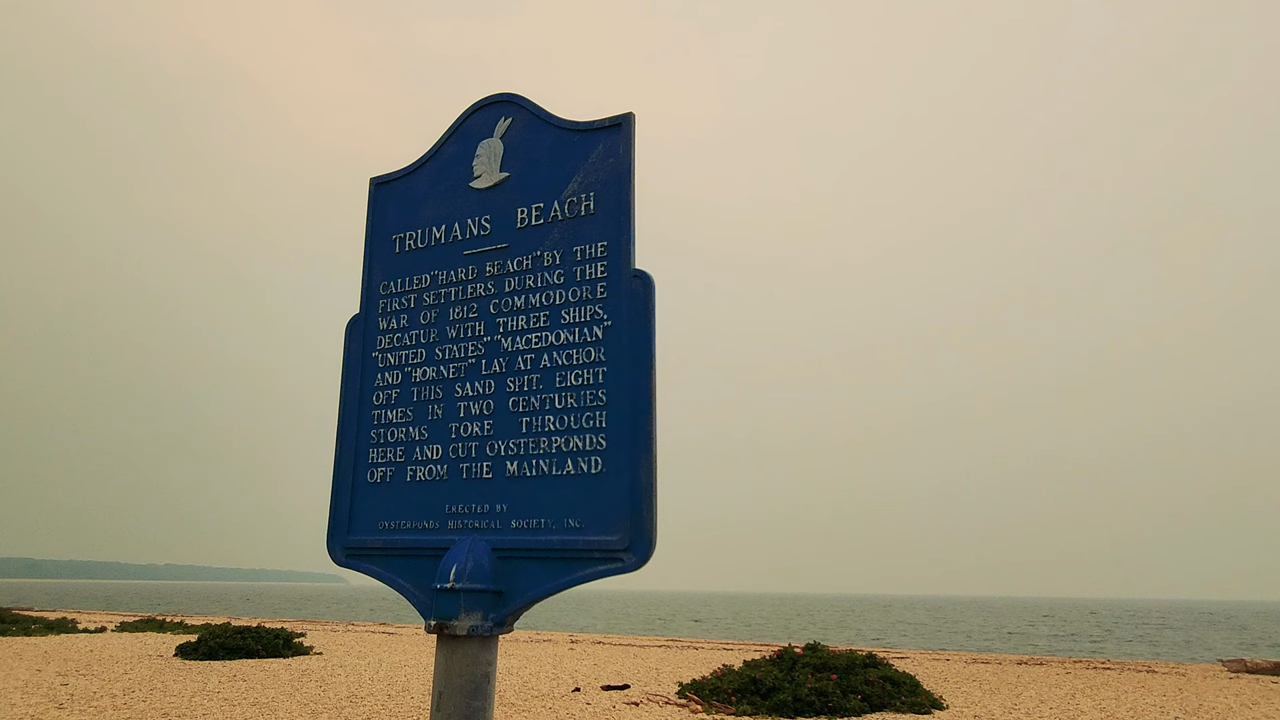 TRUMANS BEACH
CALLED "HARD BEACH" BY THE
FIRST SETTLERS. DURING THE
WAR OF 1812 COMMODORE
DECATUR WITH THREE SHIPS,
"UNITED STATES" "MACEDONIAN"
AND "HORNET" LAY AT ANCHOR
OFF THIS SAND SPIT. EIGHT
TIMES IN TWO CENTURIES
STORMS TORE THROUGH
HERE AND CUT OYSTERPONDS
OFF FROM THE MAINLAND.
ERECTED BY
OYSTERPONDS HISTORICAL SOCIETY, INC.